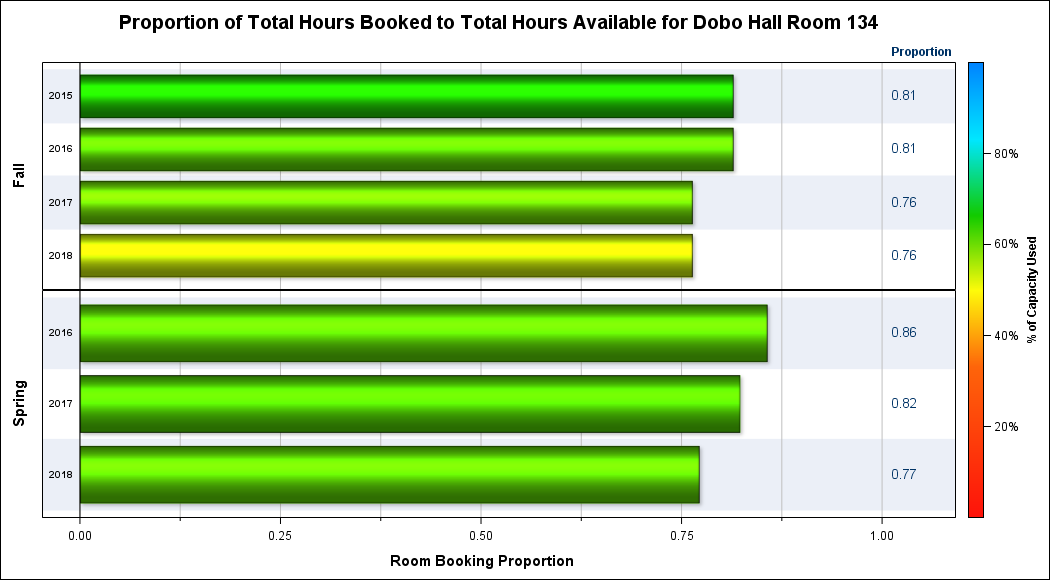 Proportion of Total Hours Booked to Total Hours Available for Dobo Hall Room 134
Proportion
Fall
2015 0.81
2016 0.81
2017 0.76
2018 0.76
Spring
2016 0.86
2017 0.82
2018 0.77
0.00 0.25 0.50 0.75 1.00
Room Booking Proportion
80%
60%
40%
20%
% of Capacity Used